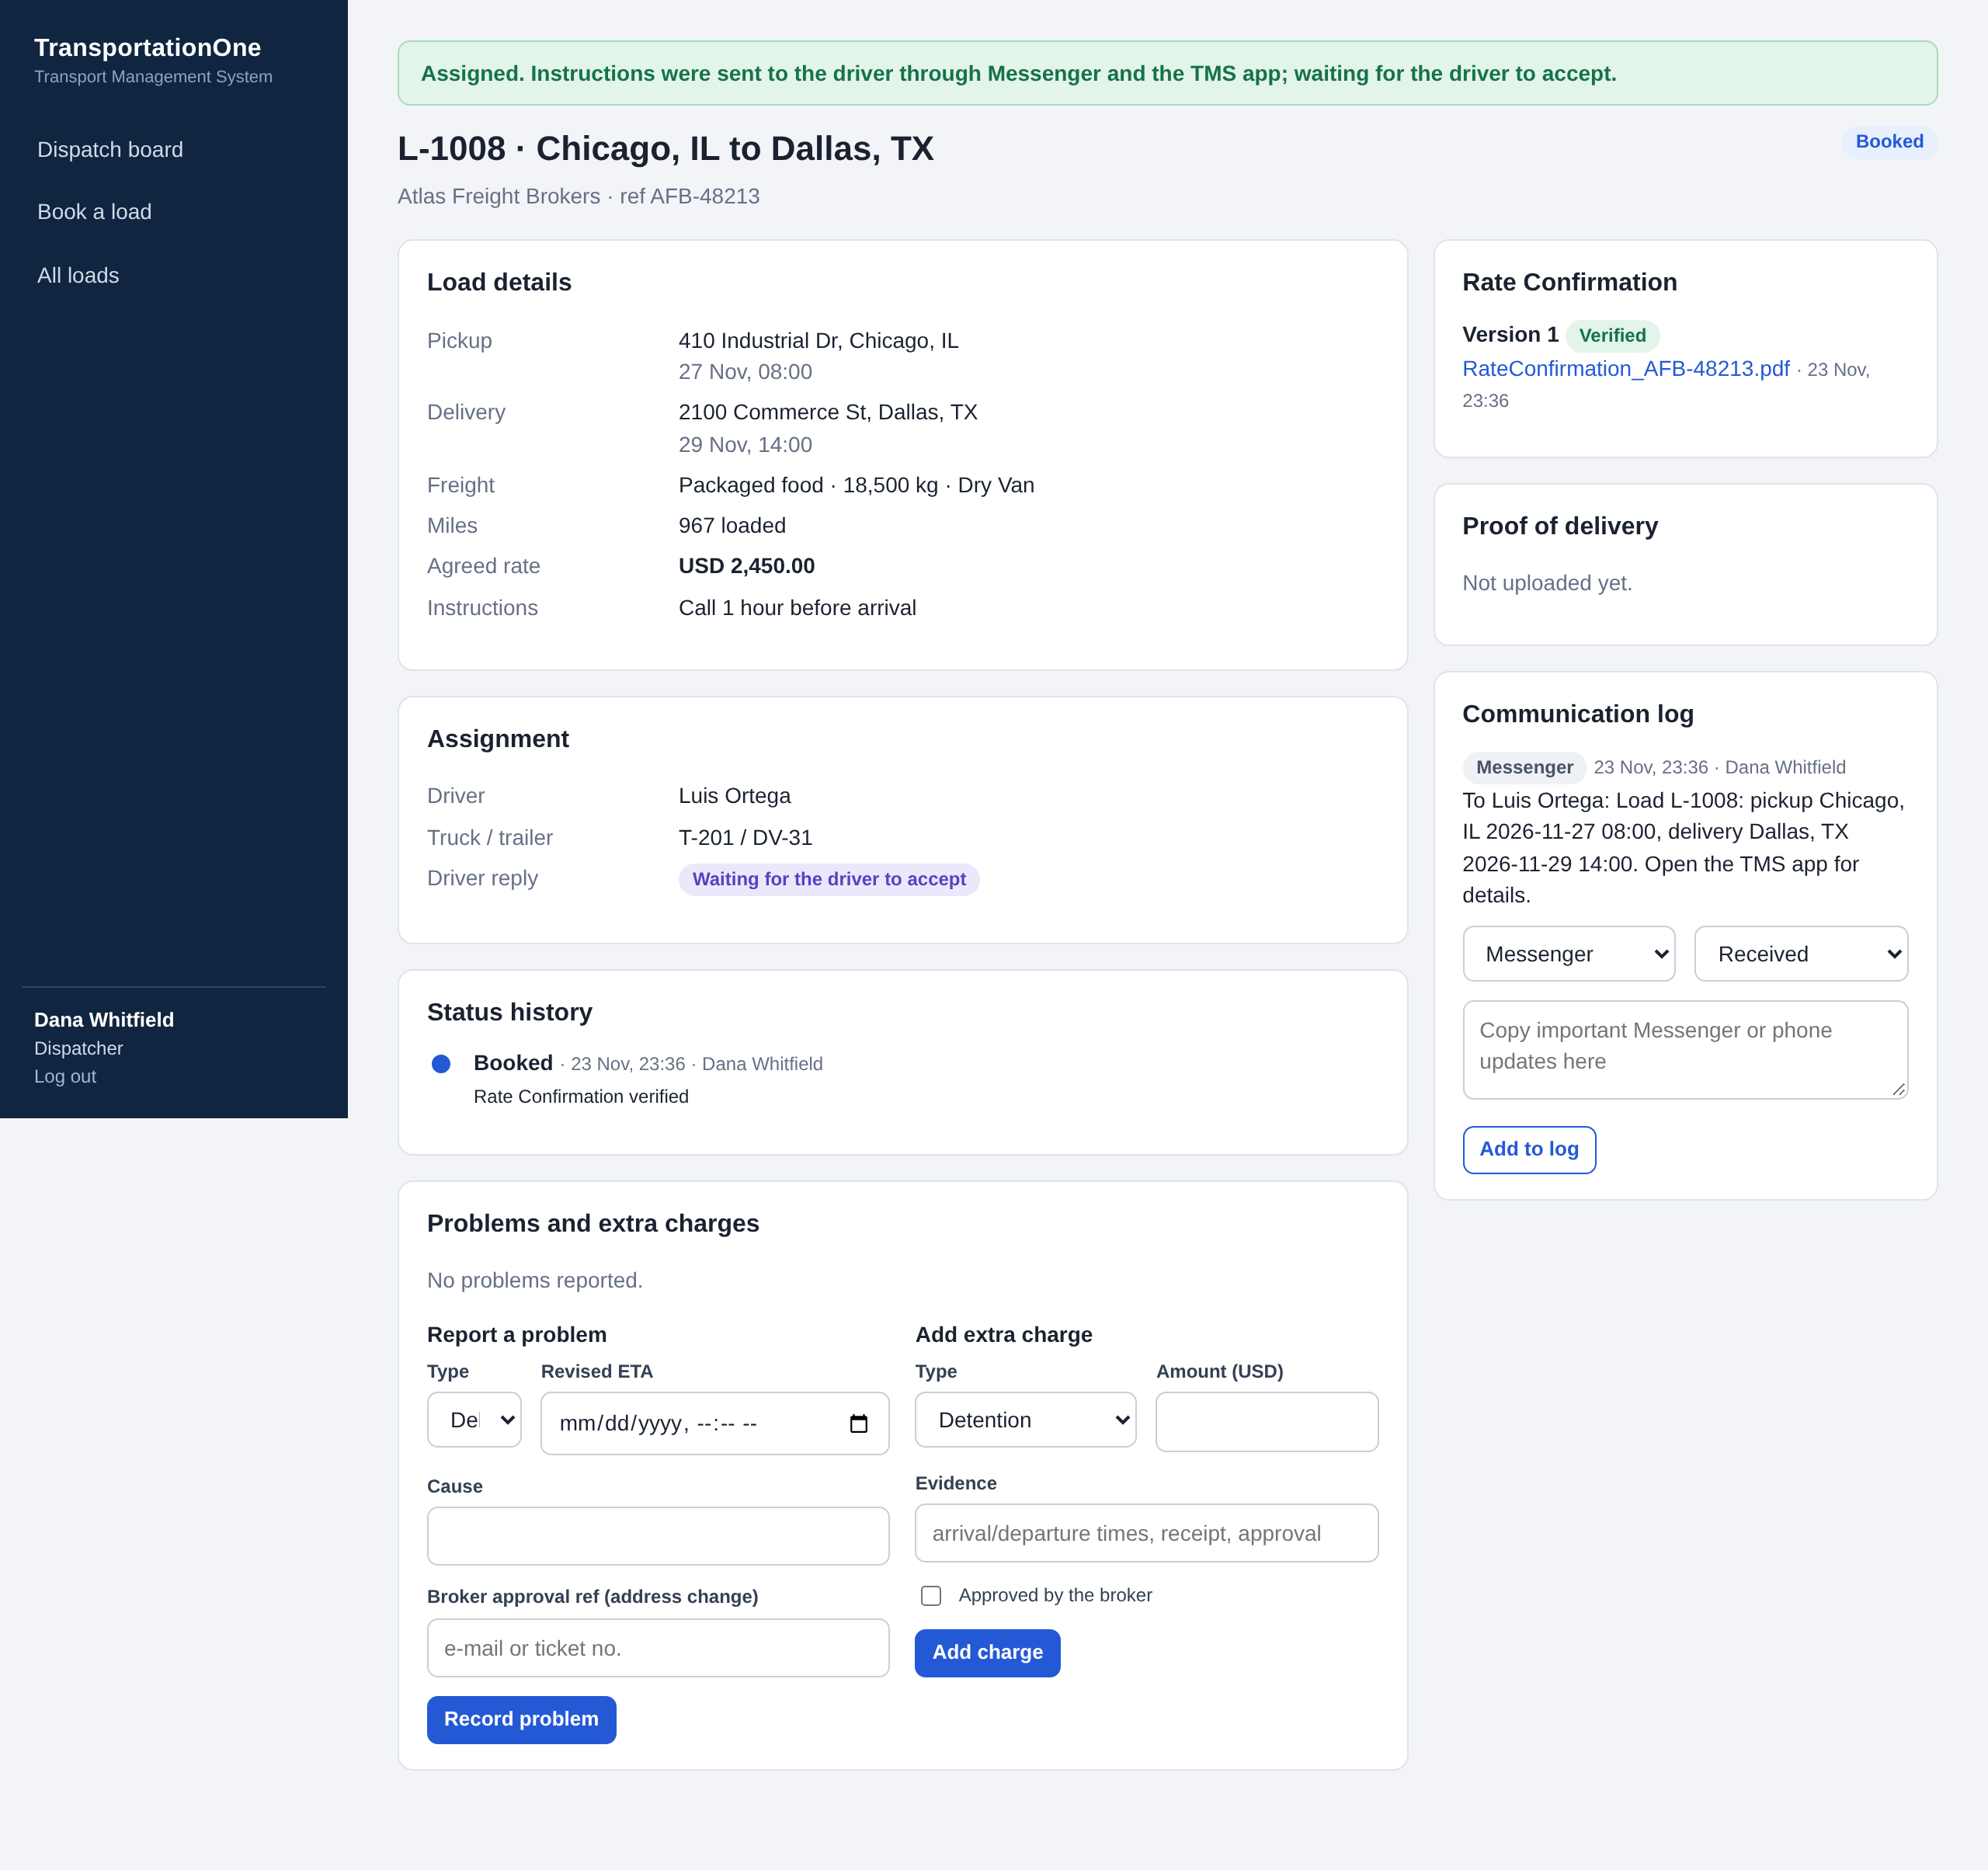 TransportationOne
Transport Management System
Dispatch board
Book a load
All loads
Dana Whitfield
Dispatcher
Log out
Assigned. Instructions were sent to the driver through Messenger and the TMS app; waiting for the driver to accept.
L-1008 · Chicago, IL to Dallas, TX
Booked
Atlas Freight Brokers · ref AFB-48213
Load details
Pickup
410 Industrial Dr, Chicago, IL
27 Nov, 08:00
Delivery
2100 Commerce St, Dallas, TX
29 Nov, 14:00
Freight
Packaged food · 18,500 kg · Dry Van
Miles
967 loaded
Agreed rate
USD 2,450.00
Instructions
Call 1 hour before arrival
Assignment
Driver
Luis Ortega
Truck / trailer
T-201 / DV-31
Driver reply
Waiting for the driver to accept
Status history
Booked · 23 Nov, 23:36 · Dana Whitfield
Rate Confirmation verified
Problems and extra charges
No problems reported.
Report a problem
Type
Revised ETA
Del
mm/dd/yyyy, --:-- --
Cause
Broker approval ref (address change)
e-mail or ticket no.
Record problem
Add extra charge
Type
Amount (USD)
Detention
Evidence
arrival/departure times, receipt, approval
Approved by the broker
Add charge
Rate Confirmation
Version 1 Verified
RateConfirmation_AFB-48213.pdf · 23 Nov,
23:36
Proof of delivery
Not uploaded yet.
Communication log
Messenger 23 Nov, 23:36 · Dana Whitfield
To Luis Ortega: Load L-1008: pickup Chicago,
IL 2026-11-27 08:00, delivery Dallas, TX
2026-11-29 14:00. Open the TMS app for
details.
Messenger
Received
Copy important Messenger or phone
updates here
Add to log